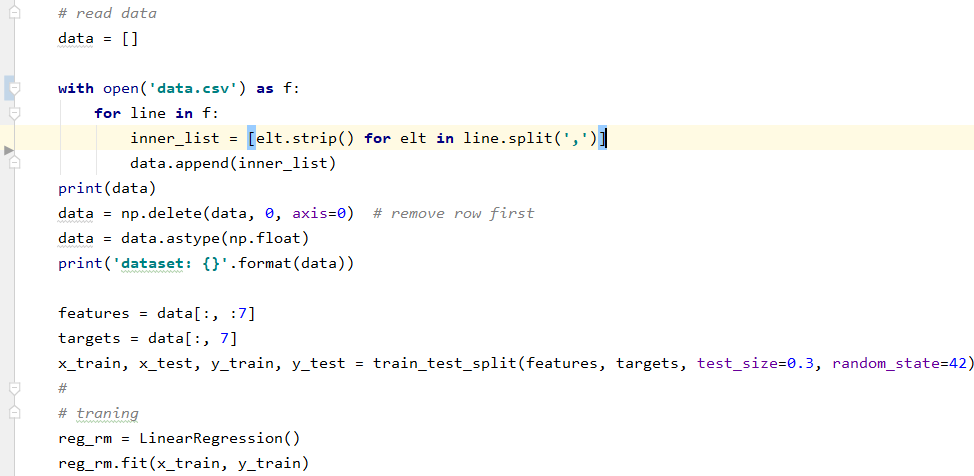 # read data
data = []
with open('data.csv') as f:
for line in f:
inner_list = [elt.strip() for elt in line.split(',')]
data.append(inner_list)
print(data)
data = np.delete(data, 0, axis=0)  # remove row first
data = data.astype(np.float)
print('dataset: {}'.format(data))
features = data[:, :7]
targets = data[:, 7]
x_train, x_test, y_train, y_test = train_test_split(features, targets, test_size=0.3, random_state=42)
#
# traning
reg_rm = LinearRegression()
reg_rm.fit(x_train, y_train)